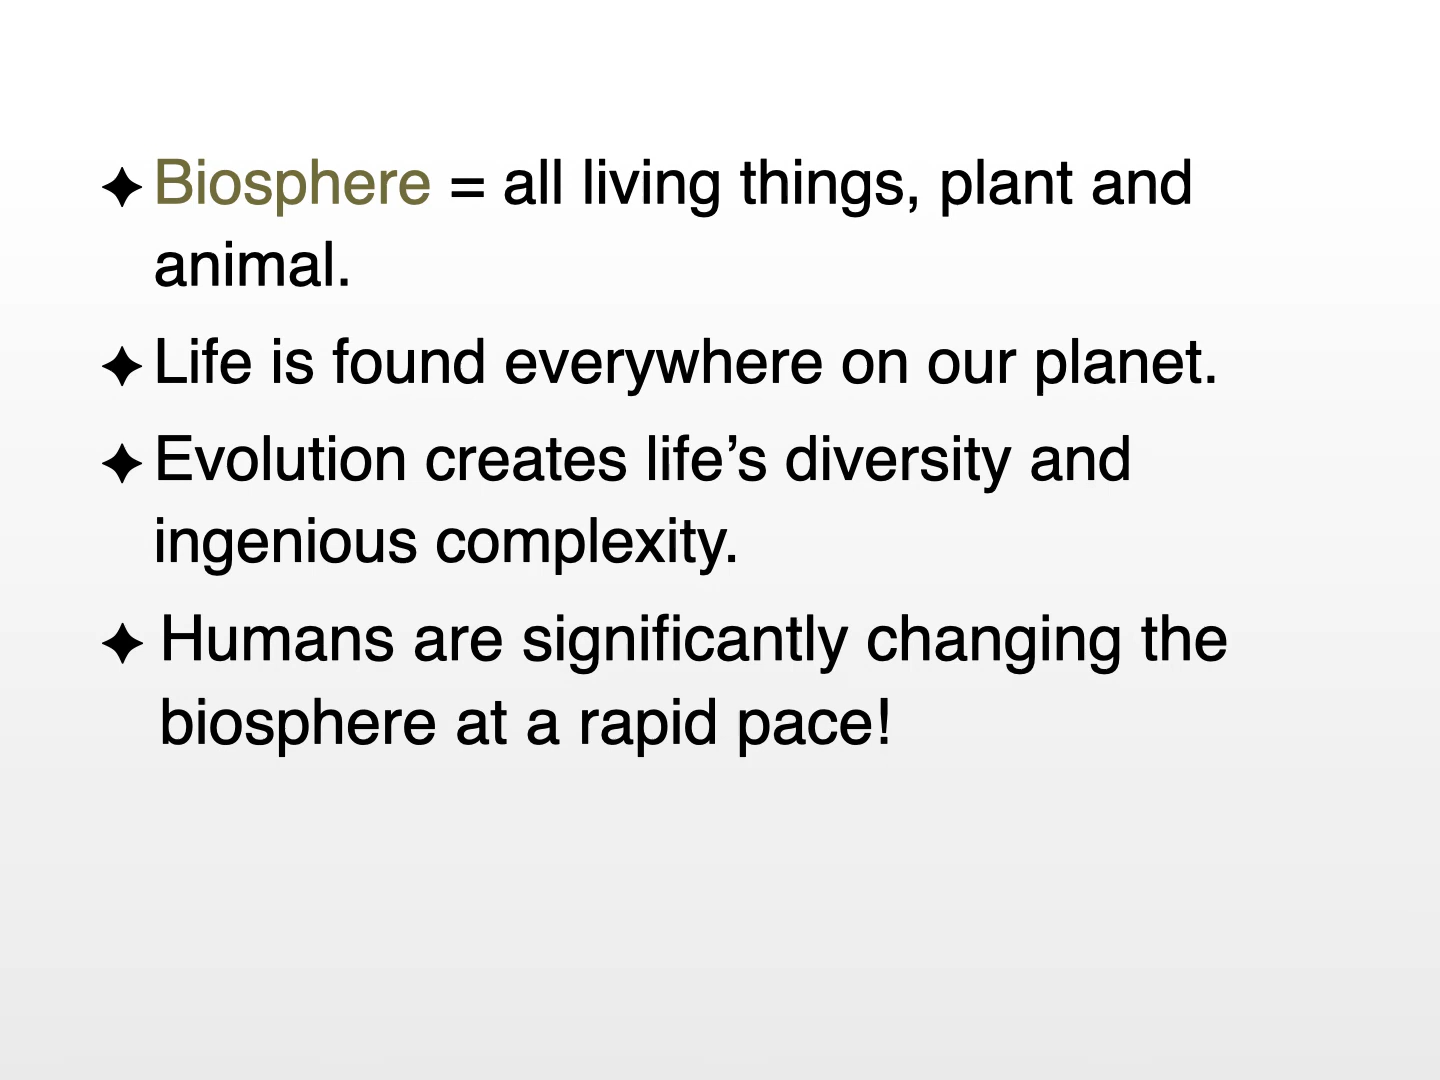 ✦ Biosphere = all living things, plant and
animal.
✦ Life is found everywhere on our planet.
✦ Evolution creates life’s diversity and
ingenious complexity.
✦ Humans are significantly changing the
biosphere at a rapid pace!